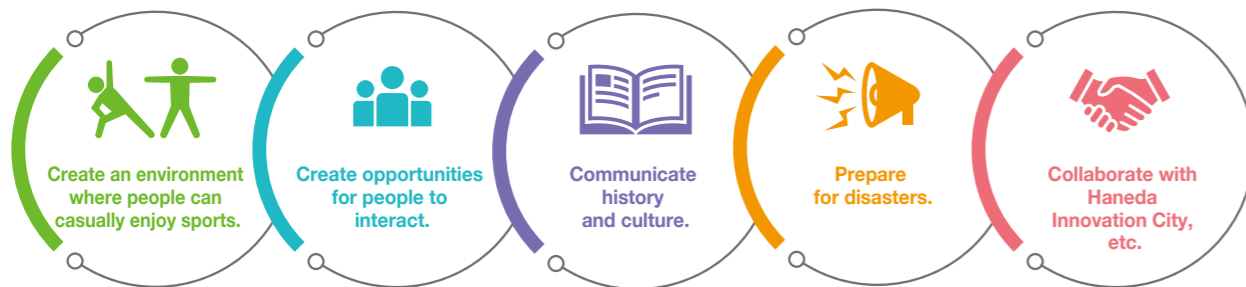 Create an environment
where people can
casually enjoy sports.
Create opportunities
for people to
interact.
Communicate
history
and culture.
Prepare
for disasters.
Collaborate with
Haneda
Innovation City,
etc.